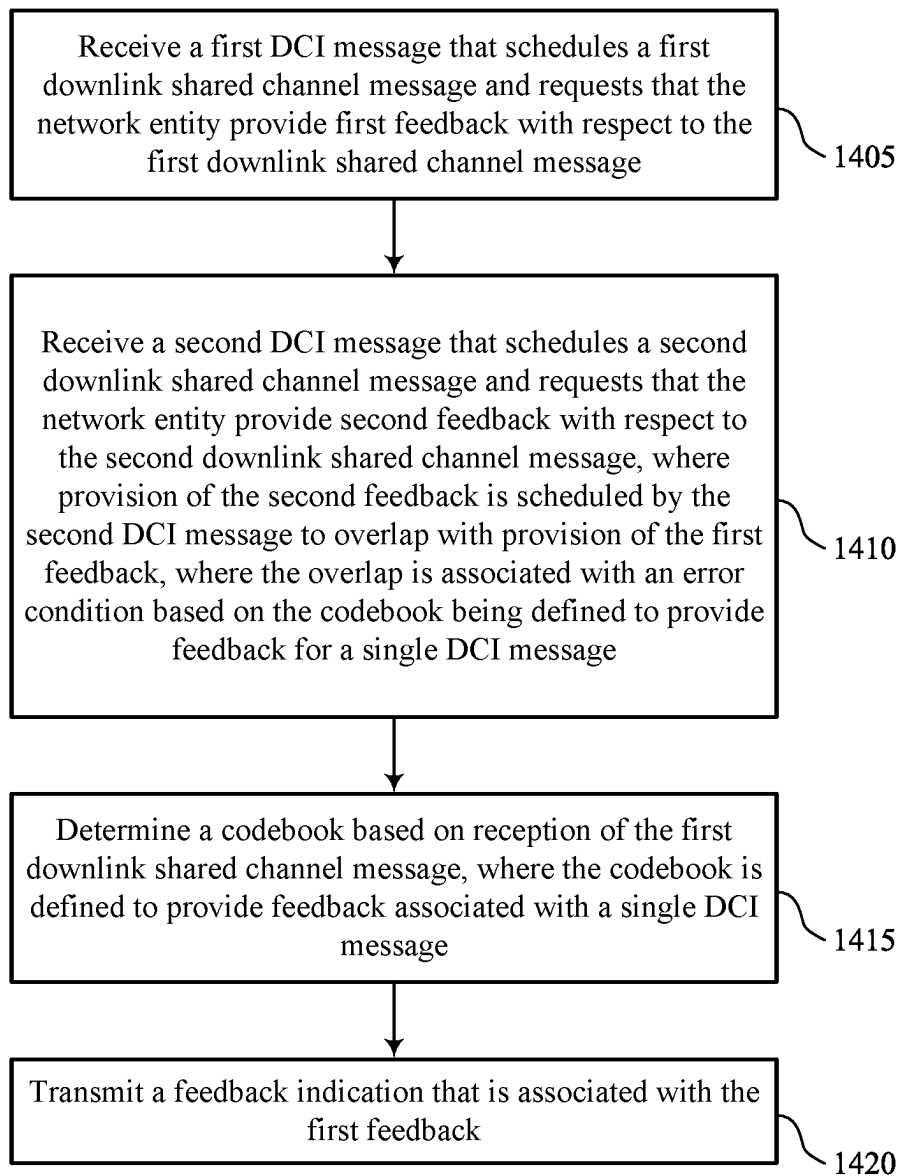 Receive a first DCI message that schedules a first
downlink shared channel message and requests that the
network entity provide first feedback with respect to the
first downlink shared channel message
1405
Receive a second DCI message that schedules a second
downlink shared channel message and requests that the
network entity provide second feedback with respect to
the second downlink shared channel message, where
provision of the second feedback is scheduled by the
second DCI message to overlap with provision of the first
feedback, where the overlap is associated with an error
condition based on the codebook being defined to provide
feedback for a single DCI message
1410
Determine a codebook based on reception of the first
downlink shared channel message, where the codebook is
defined to provide feedback associated with a single DCI
message
1415
Transmit a feedback indication that is associated with the
first feedback
1420